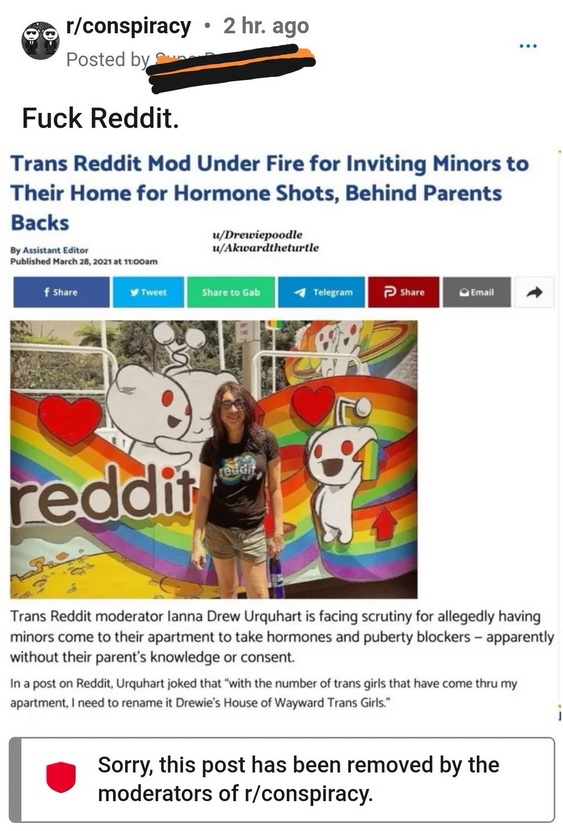 r/conspiracy • 2 hr. ago
Posted by
Fuck Reddit.
Trans Reddit Mod Under Fire for Inviting Minors to
Their Home for Hormone Shots, Behind Parents
Backs
u/Drewiepoodle
u/Akwardtheturtle
By Assistant Editor
Published March 28, 2021 at 11:00am
Share
Tweet
Share to Gab
Telegram
Share
Email
reddit
reddit
Trans Reddit moderator Ianna Drew Urquhart is facing scrutiny for allegedly having
minors come to their apartment to take hormones and puberty blockers – apparently
without their parent's knowledge or consent.
In a post on Reddit, Urquhart joked that "with the number of trans girls that have come thru my
apartment, I need to rename it Drewie's House of Wayward Trans Girls."
Sorry, this post has been removed by the
moderators of r/conspiracy.